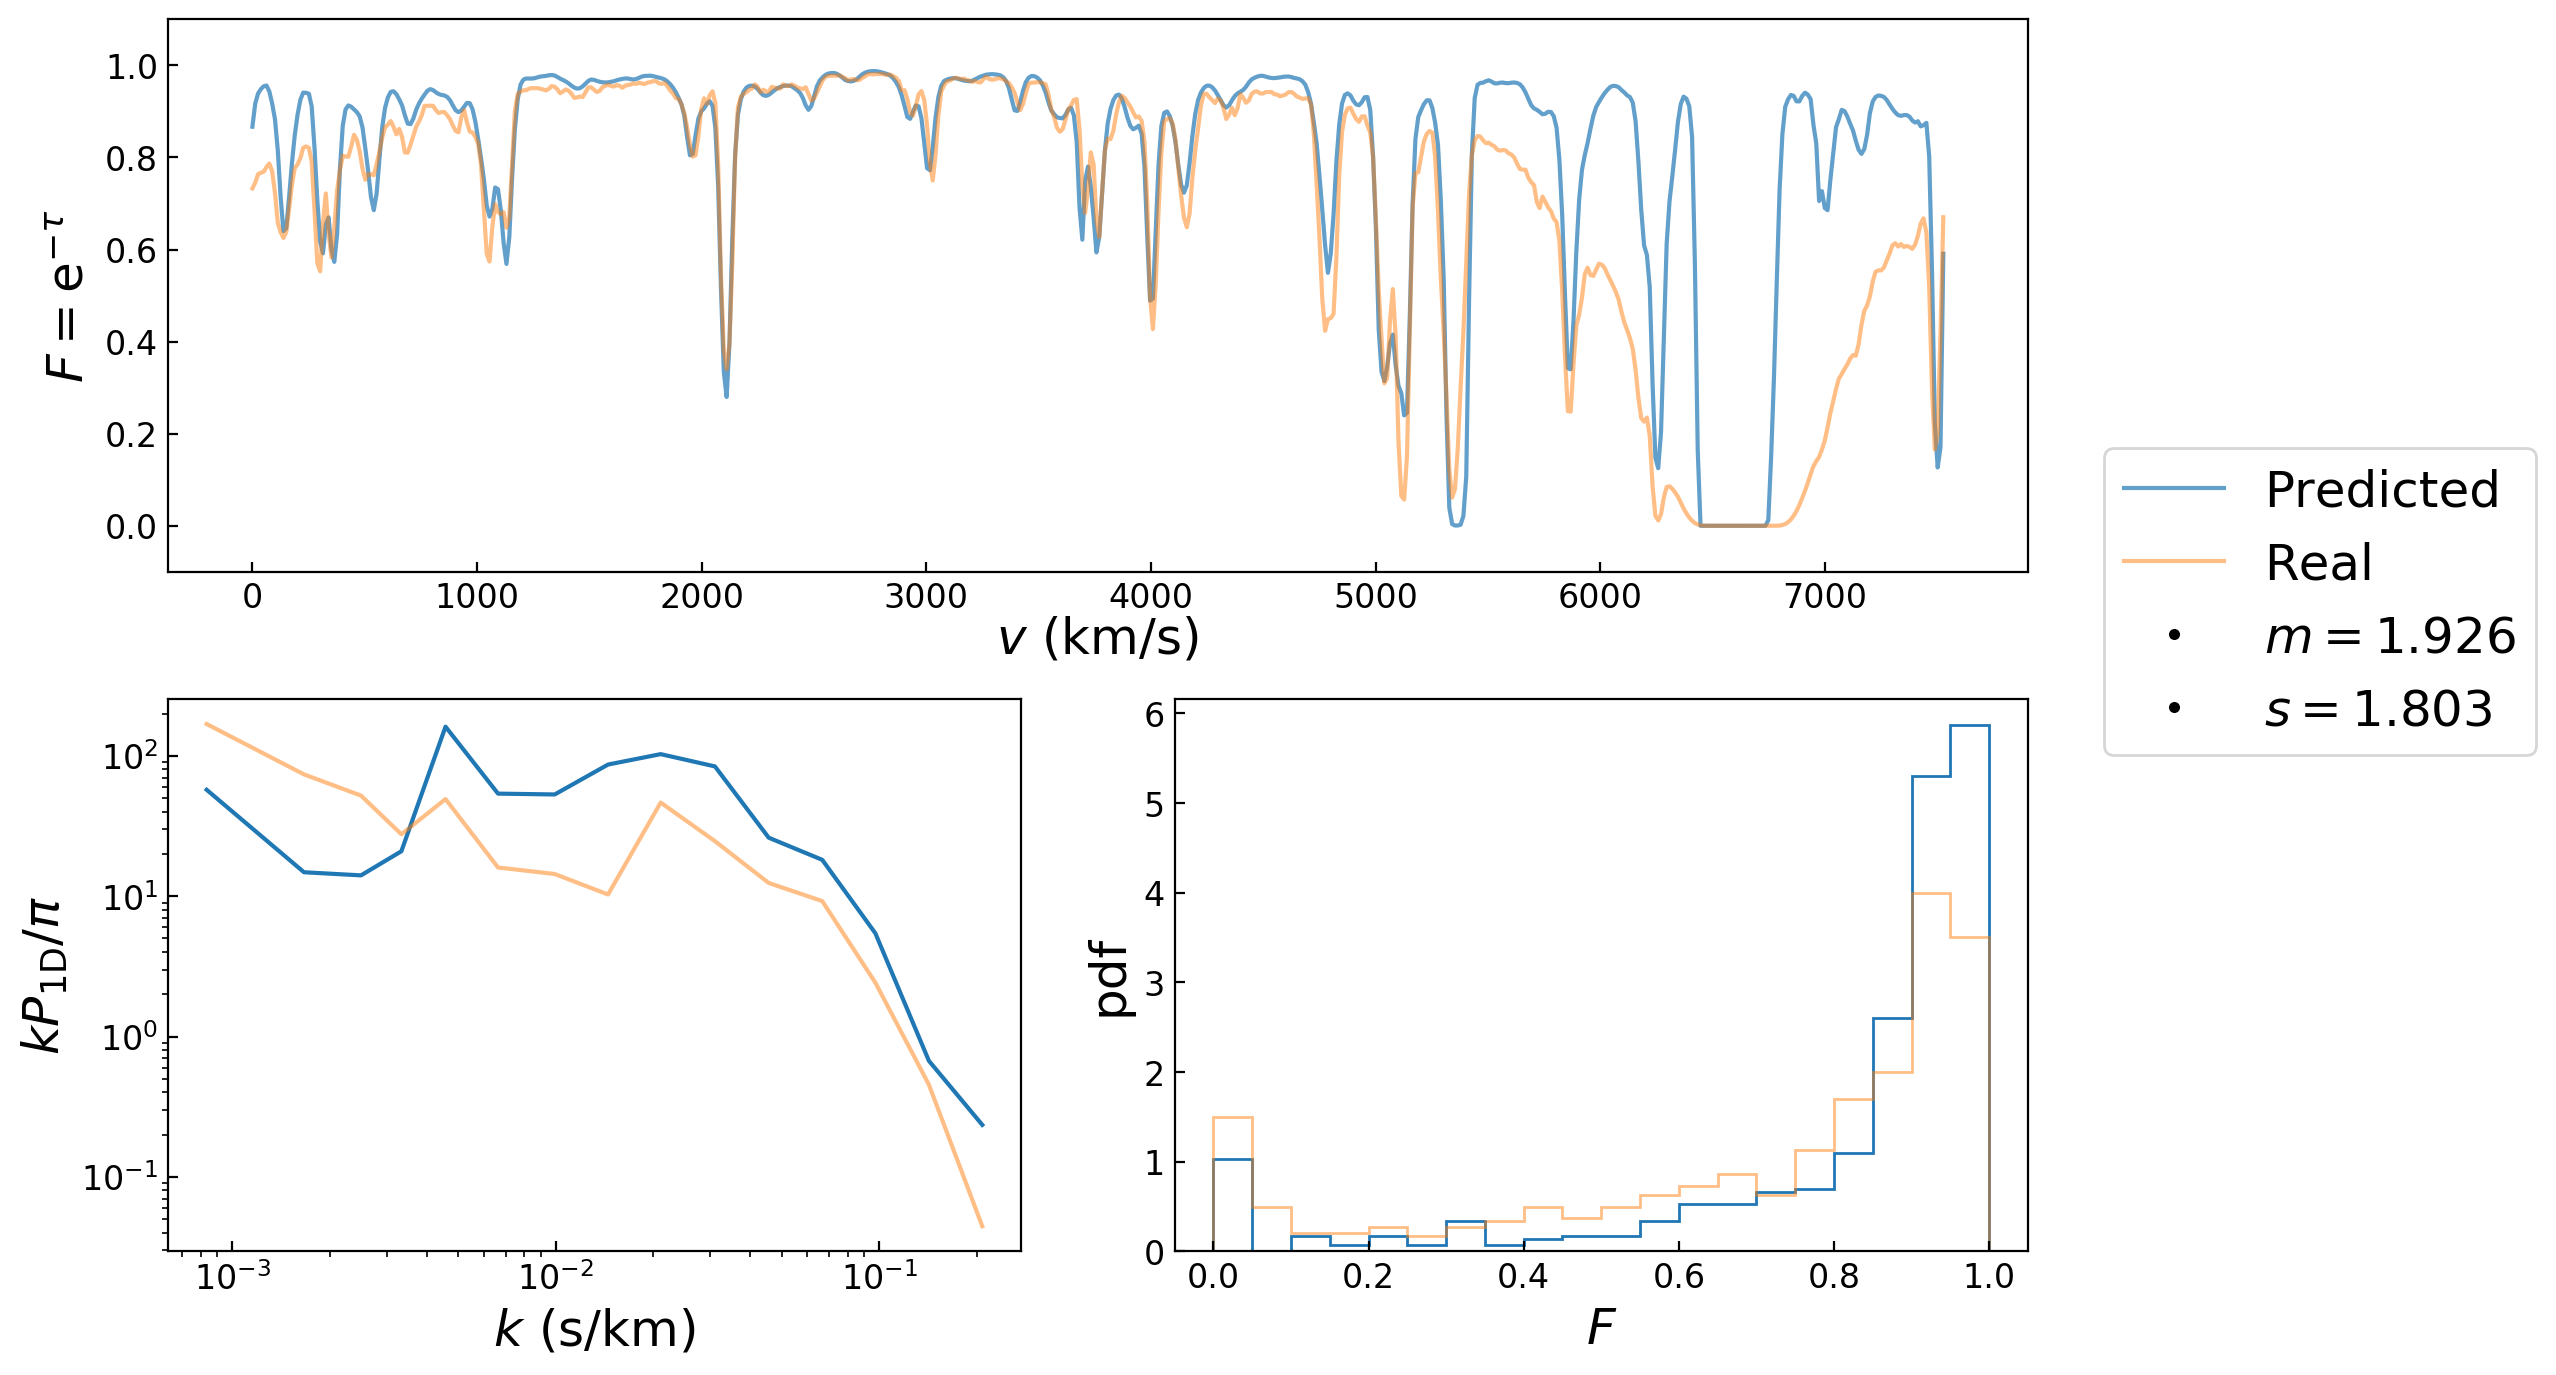 1.0
0.8
0.6
0.4
0.2
0.0
F = e^{−τ}
0 1000 2000 3000 4000 5000 6000 7000
v (km/s)
Predicted
Real
m = 1.926
s = 1.803
10^2
10^1
10^0
10^{−1}
kP_{1D}/π
10^{−3} 10^{−2} 10^{−1}
k (s/km)
6
5
4
3
2
1
0
pdf
0.0 0.2 0.4 0.6 0.8 1.0
F